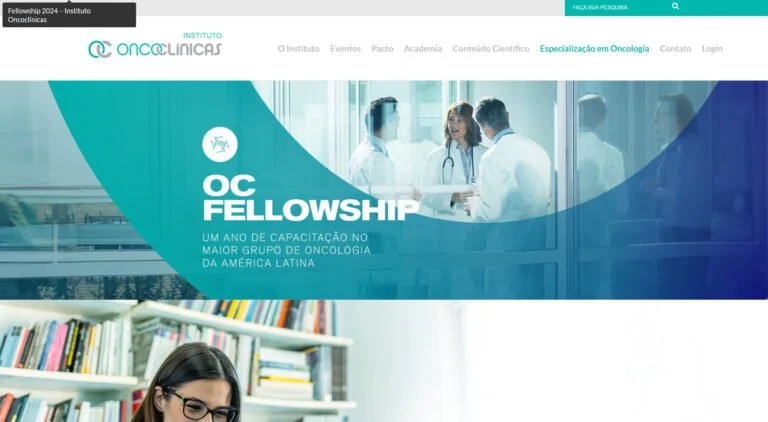 Fellowship 2024 – Instituto
Oncoclínicas
FAÇA SUA PESQUISA
INSTITUTO
OC ONCOCLÍNICAS
O Instituto Eventos Pacto Academia Conteúdo Científico Especialização em Oncologia Contato Login
OC
FELLOWSHIP
UM ANO DE CAPACITAÇÃO NO
MAIOR GRUPO DE ONCOLOGIA
DA AMÉRICA LATINA